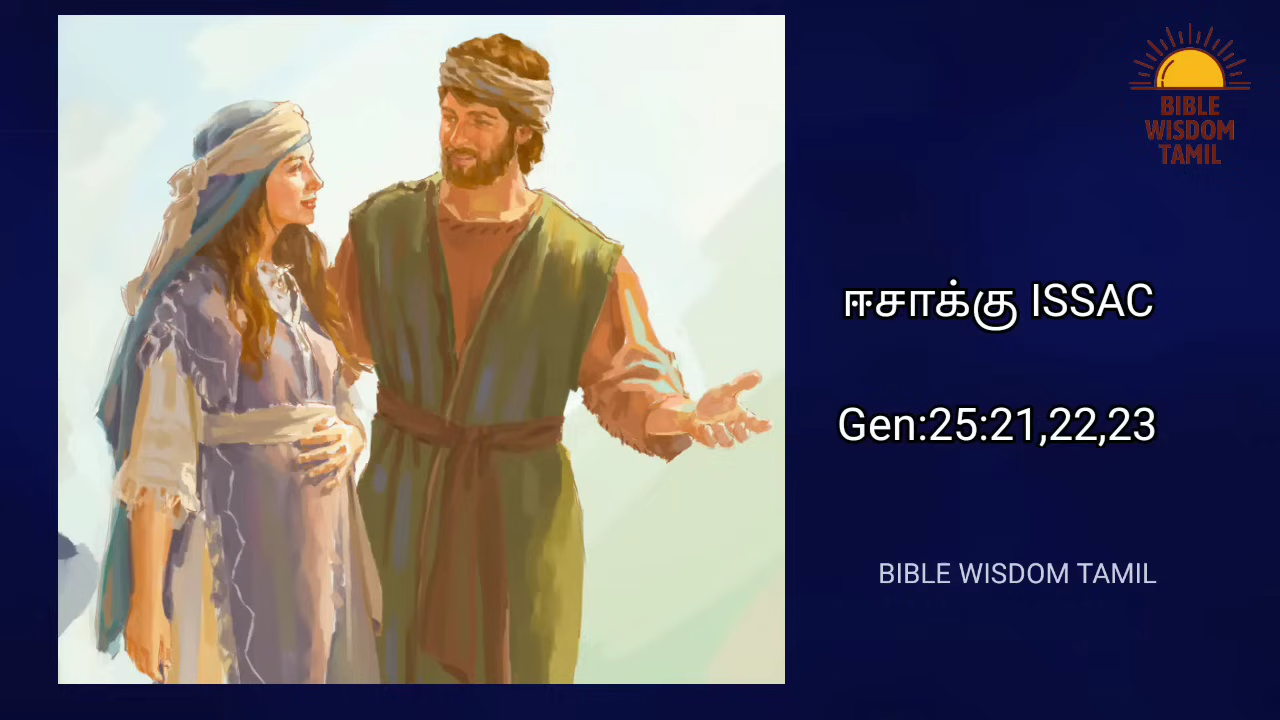 BIBLE
WISDOM
TAMIL
ஈசாக்கு ISSAC
Gen:25:21,22,23
BIBLE WISDOM TAMIL